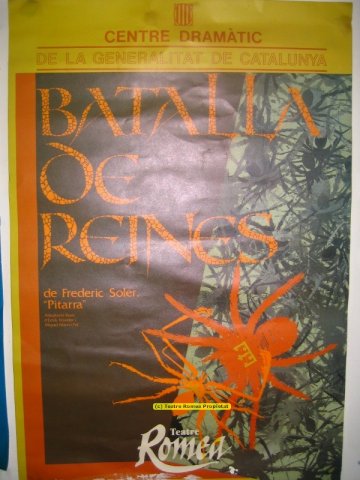 CENTRE DRAMÀTIC
DE LA GENERALITAT DE CATALUNYA
BATALLA
DE
REINES
de Frederic Soler,
"Pitarra"
(c) Teatre Romea Propietat
Teatre
Romea